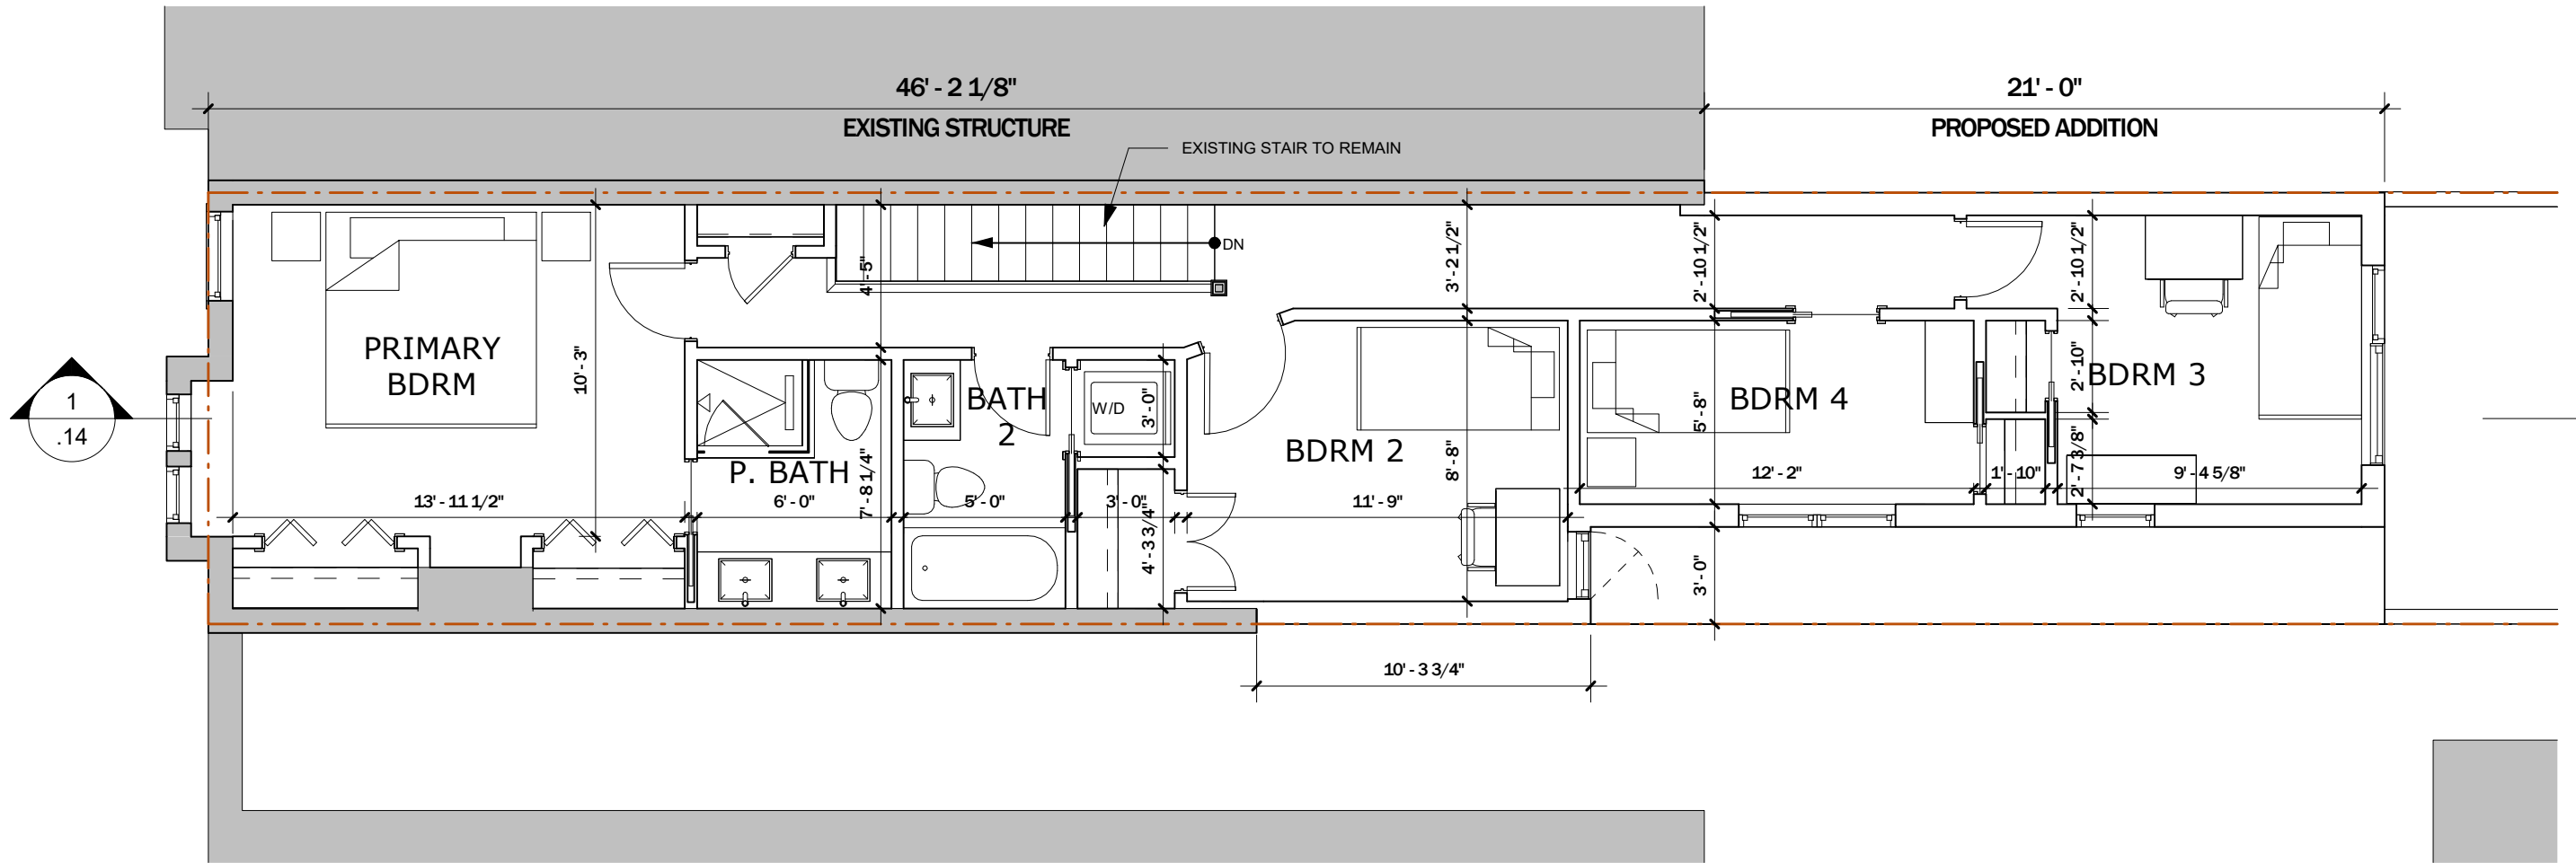 46' - 2 1/8"
21' - 0"
EXISTING STRUCTURE
PROPOSED ADDITION
EXISTING STAIR TO REMAIN
DN
4' - 5"
3' - 2 1/2"
2' - 10 1/2"
2' - 10 1/2"
PRIMARY
BDRM
10' - 3"
1
.14
BATH
2
W/D
3' - 0"
BDRM 2
8' - 8"
BDRM 4
5' - 8"
2' - 10"
BDRM 3
P. BATH
7' - 8 1/4"
2' - 7 3/8"
13' - 11 1/2"
6' - 0"
5' - 0"
3' - 0"
4' - 3 3/4"
11' - 9"
12' - 2"
1' - 10"
9' - 4 5/8"
3' - 0"
10' - 3 3/4"